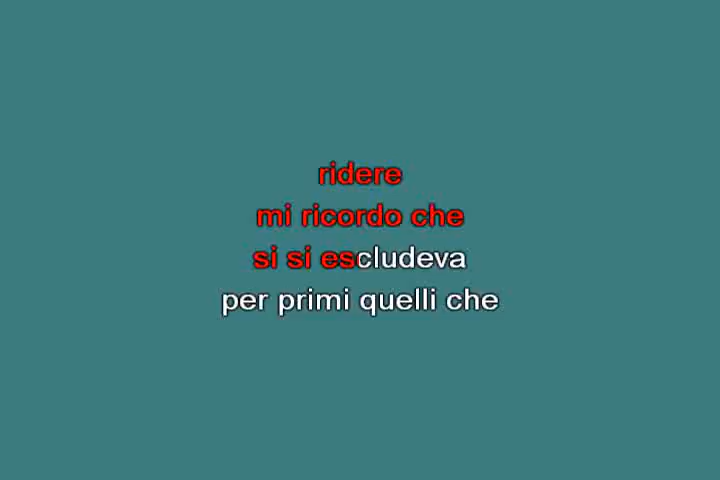 ridere
mi ricordo che
si si escludeva
per primi quelli che